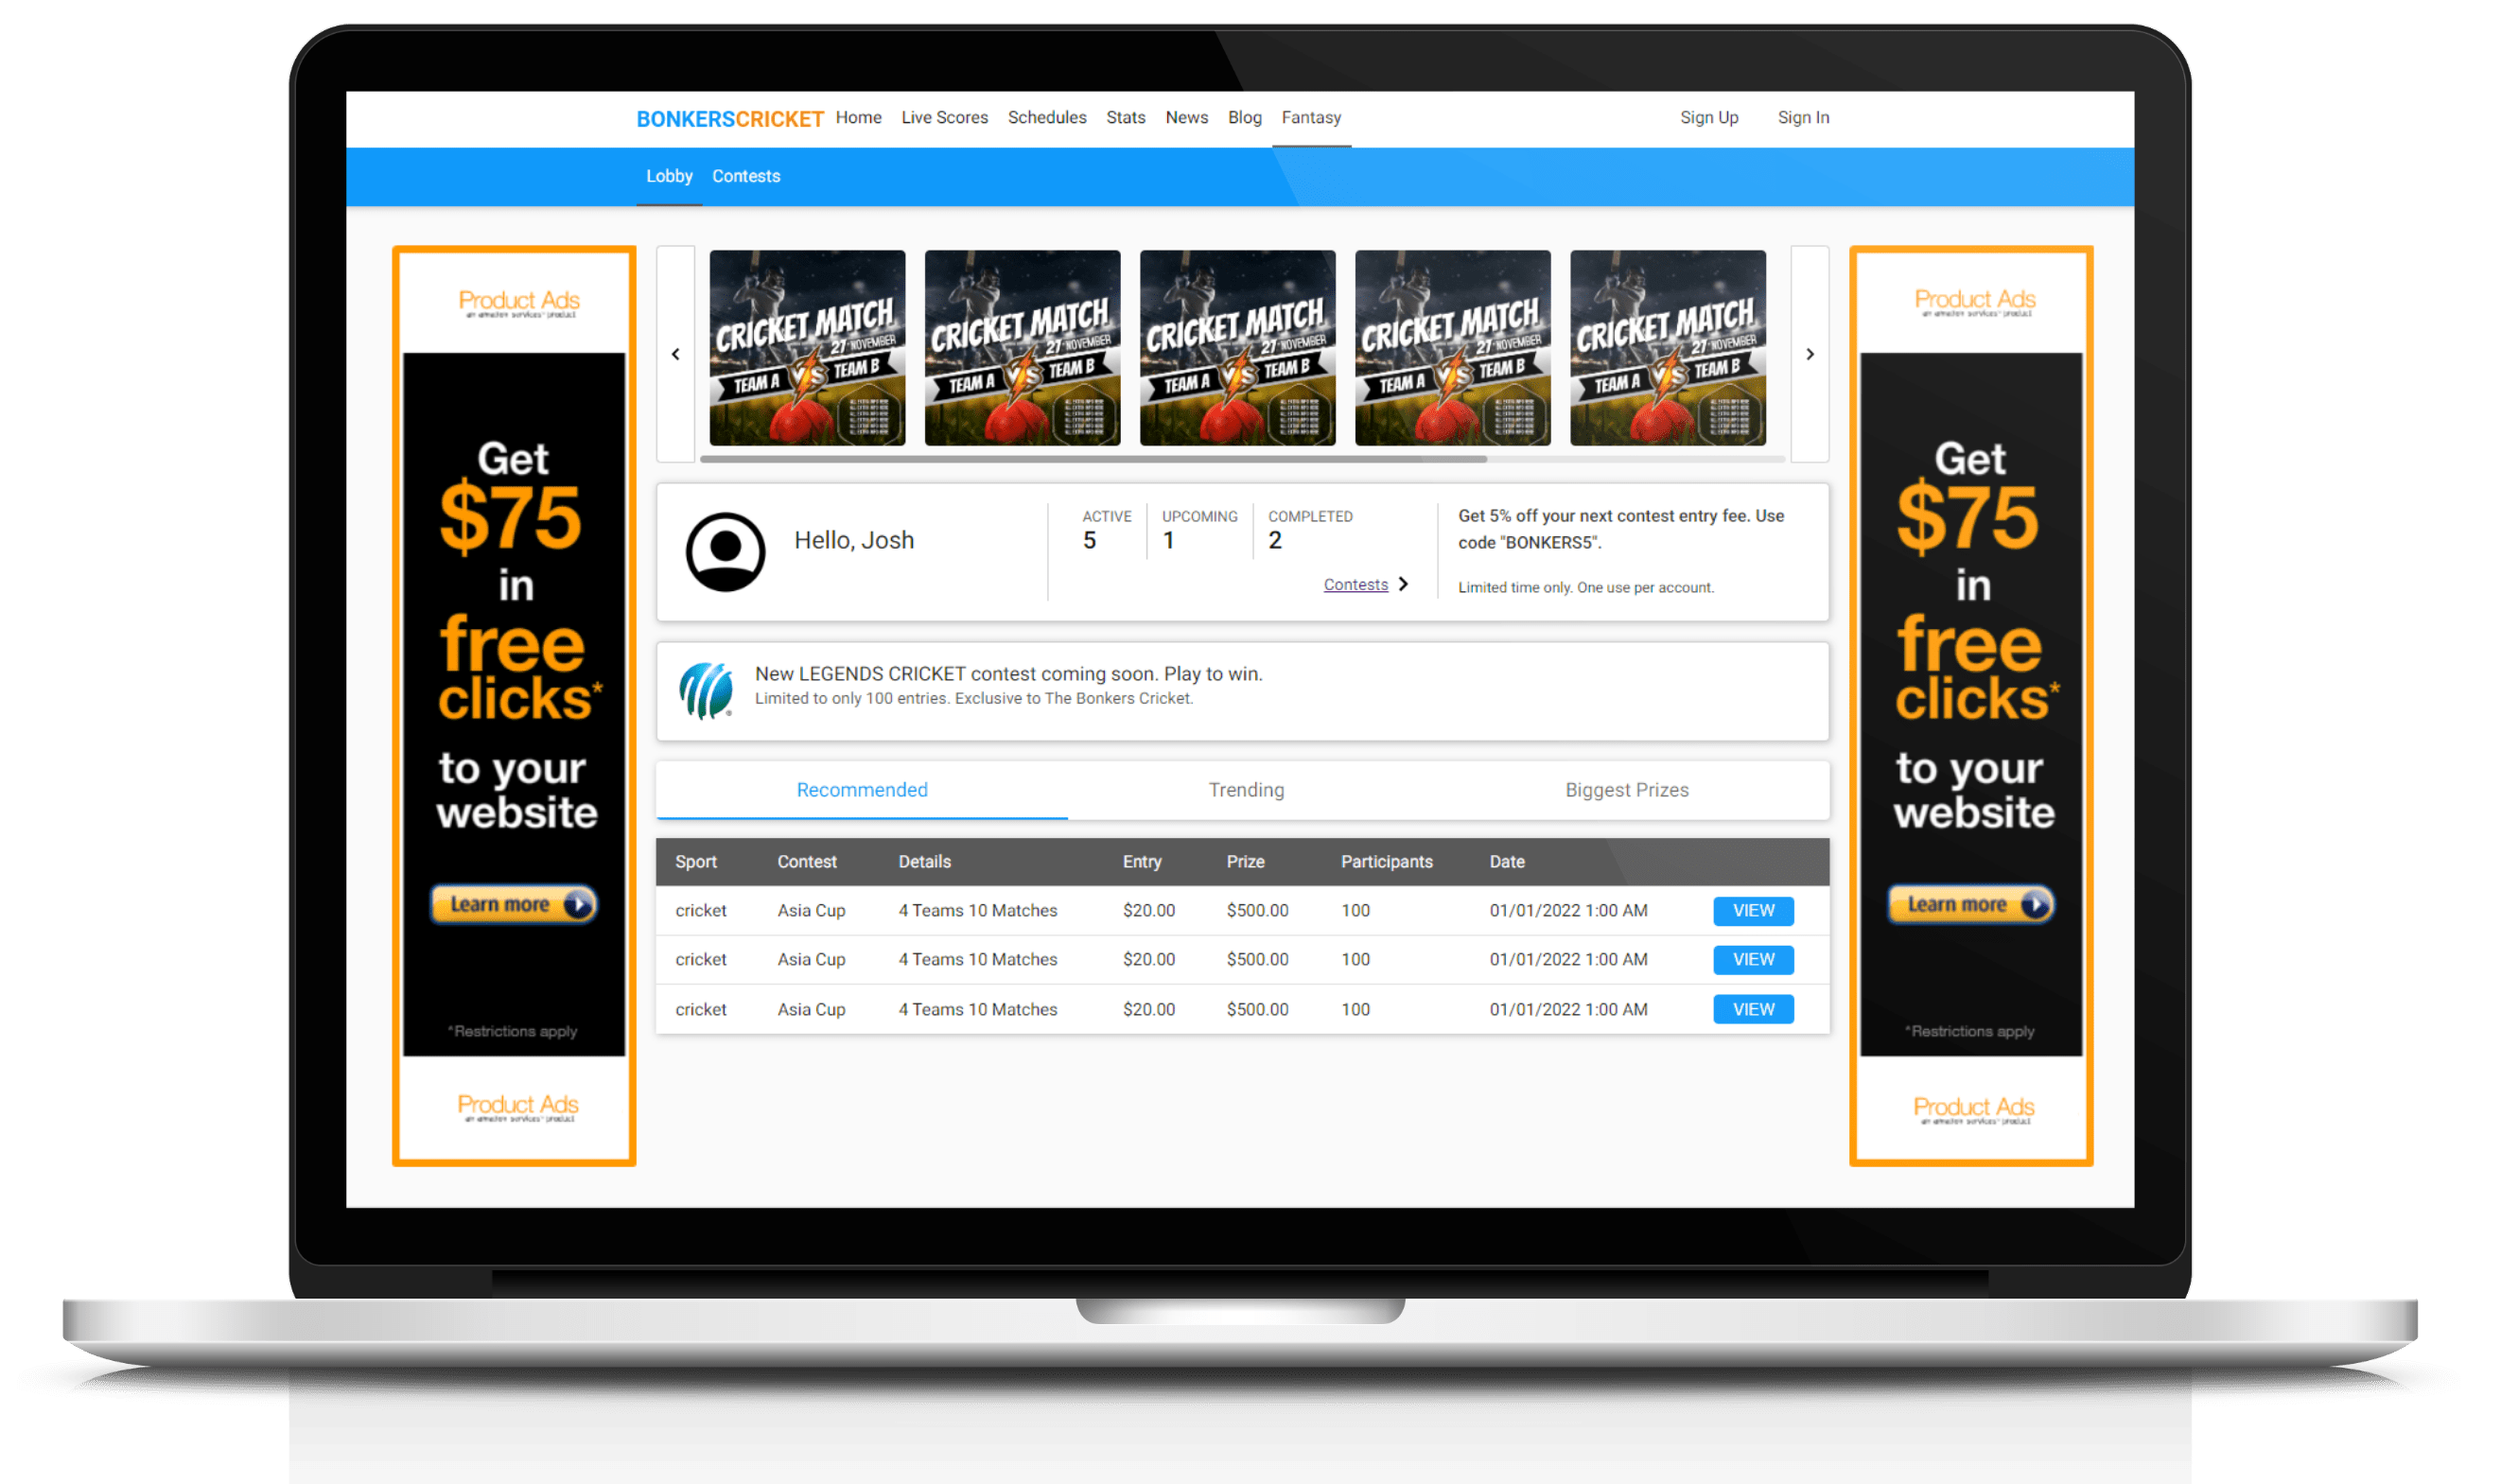 BONKERSCRICKET Home Live Scores Schedules Stats News Blog Fantasy Sign Up Sign In
Lobby Contests
Product Ads
an amazon services product
Get
$75
in
free
clicks*
to your
website
Learn more
*Restrictions apply
Product Ads
an amazon services product
CRICKET MATCH
27 NOVEMBER
TEAM A VS TEAM B
CRICKET MATCH
27 NOVEMBER
TEAM A VS TEAM B
CRICKET MATCH
27 NOVEMBER
TEAM A VS TEAM B
CRICKET MATCH
27 NOVEMBER
TEAM A VS TEAM B
CRICKET MATCH
27 NOVEMBER
TEAM A VS TEAM B
Hello, Josh
ACTIVE UPCOMING COMPLETED
5 1 2
Contests
Get 5% off your next contest entry fee. Use
code "BONKERS5".
Limited time only. One use per account.
New LEGENDS CRICKET contest coming soon. Play to win.
Limited to only 100 entries. Exclusive to The Bonkers Cricket.
Recommended Trending Biggest Prizes
Sport Contest Details Entry Prize Participants Date
cricket Asia Cup 4 Teams 10 Matches $20.00 $500.00 100 01/01/2022 1:00 AM VIEW
cricket Asia Cup 4 Teams 10 Matches $20.00 $500.00 100 01/01/2022 1:00 AM VIEW
cricket Asia Cup 4 Teams 10 Matches $20.00 $500.00 100 01/01/2022 1:00 AM VIEW
Product Ads
an amazon services product
Get
$75
in
free
clicks*
to your
website
Learn more
*Restrictions apply
Product Ads
an amazon services product